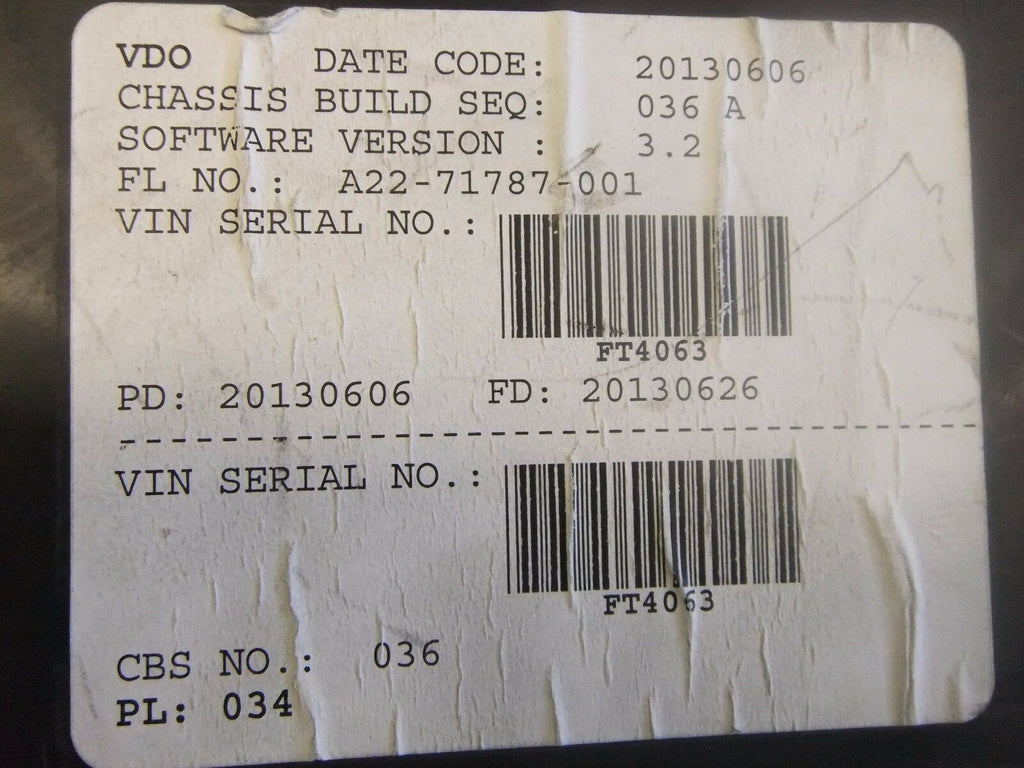 VDO DATE CODE: 20130606
CHASSIS BUILD SEQ: 036 A
SOFTWARE VERSION : 3.2
FL NO.: A22-71787-001
VIN SERIAL NO.:
FT4063
PD: 20130606 FD: 20130626
VIN SERIAL NO.:
FT4063
CBS NO.: 036
PL: 034